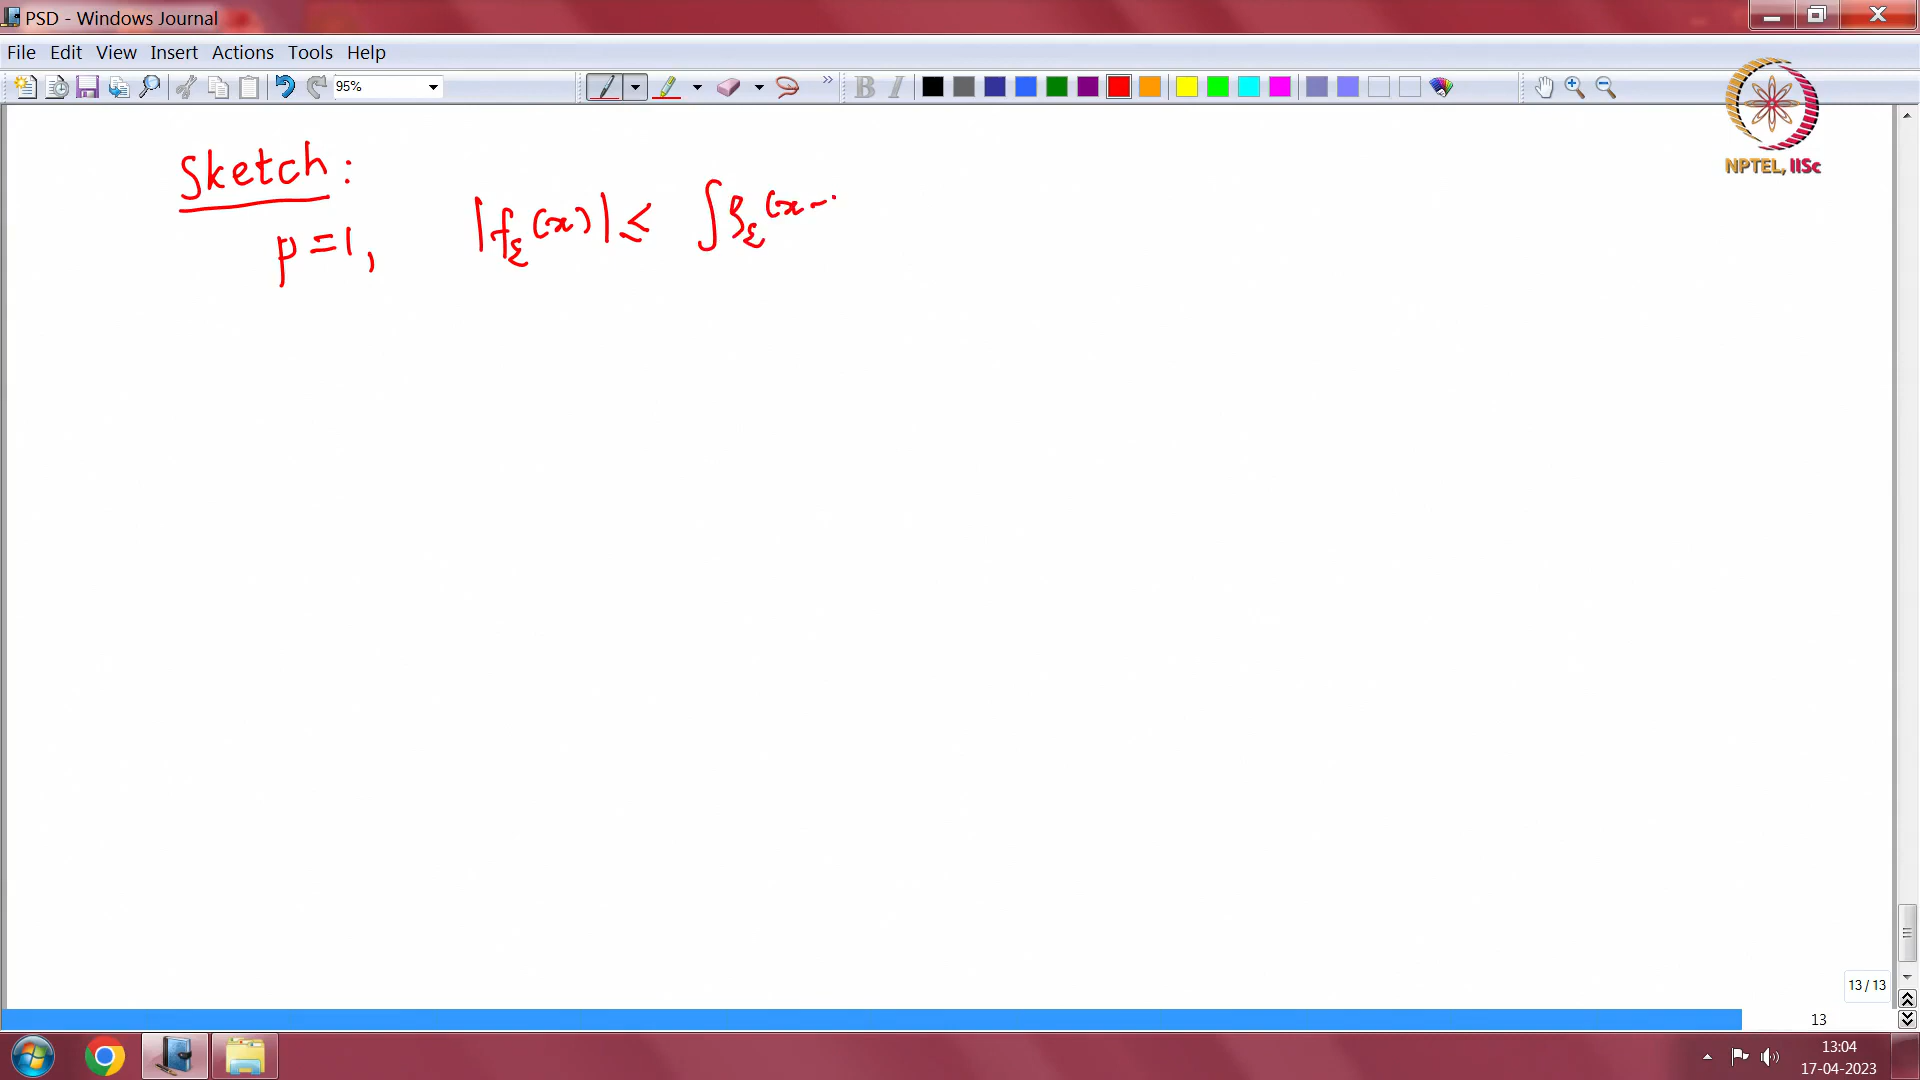 PSD - Windows Journal
File Edit View Insert Actions Tools Help
95%
NPTEL, IISc
Sketch :
p = 1, |f_ε(x)| ≤ ∫ρ_ε(x-
13 / 13
13
13:04
17-04-2023